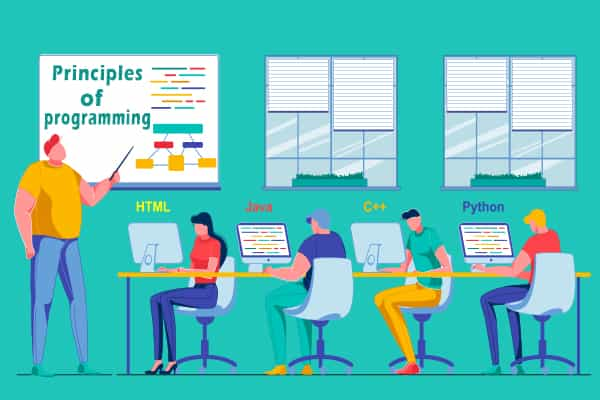 Principles
of
programming
HTML
Java
C++
Python